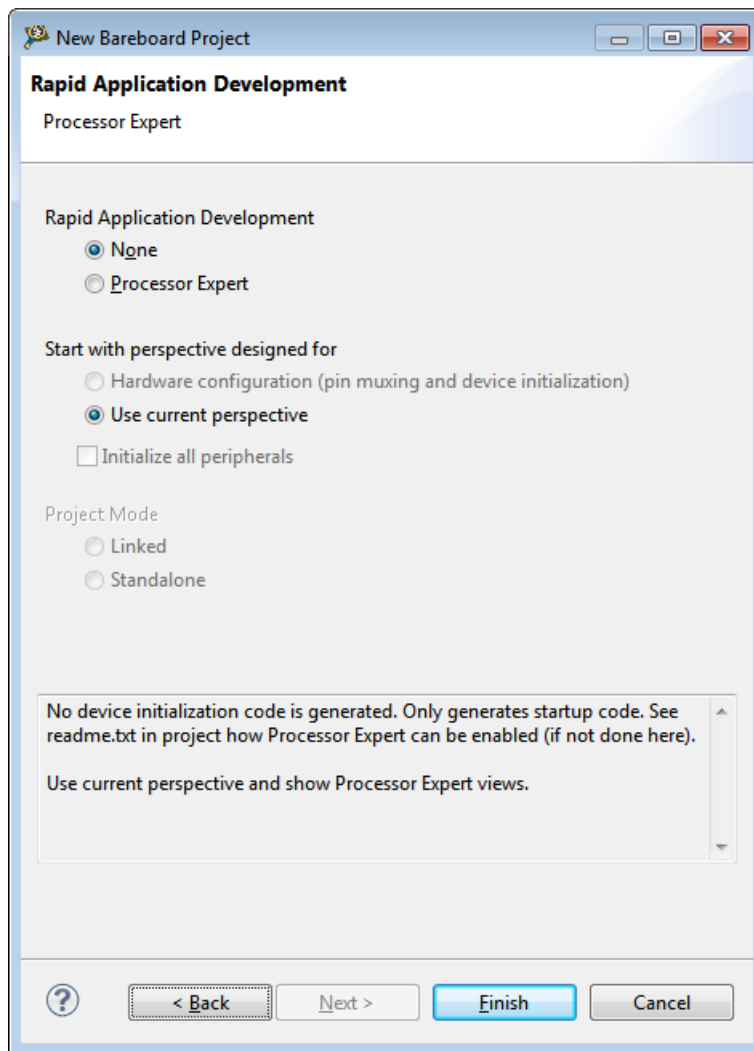 New Bareboard Project
Rapid Application Development
Processor Expert
Rapid Application Development
None
Processor Expert
Start with perspective designed for
Hardware configuration (pin muxing and device initialization)
Use current perspective
Initialize all peripherals
Project Mode
Linked
Standalone
No device initialization code is generated. Only generates startup code. See
readme.txt in project how Processor Expert can be enabled (if not done here).
Use current perspective and show Processor Expert views.
? < Back Next > Finish Cancel